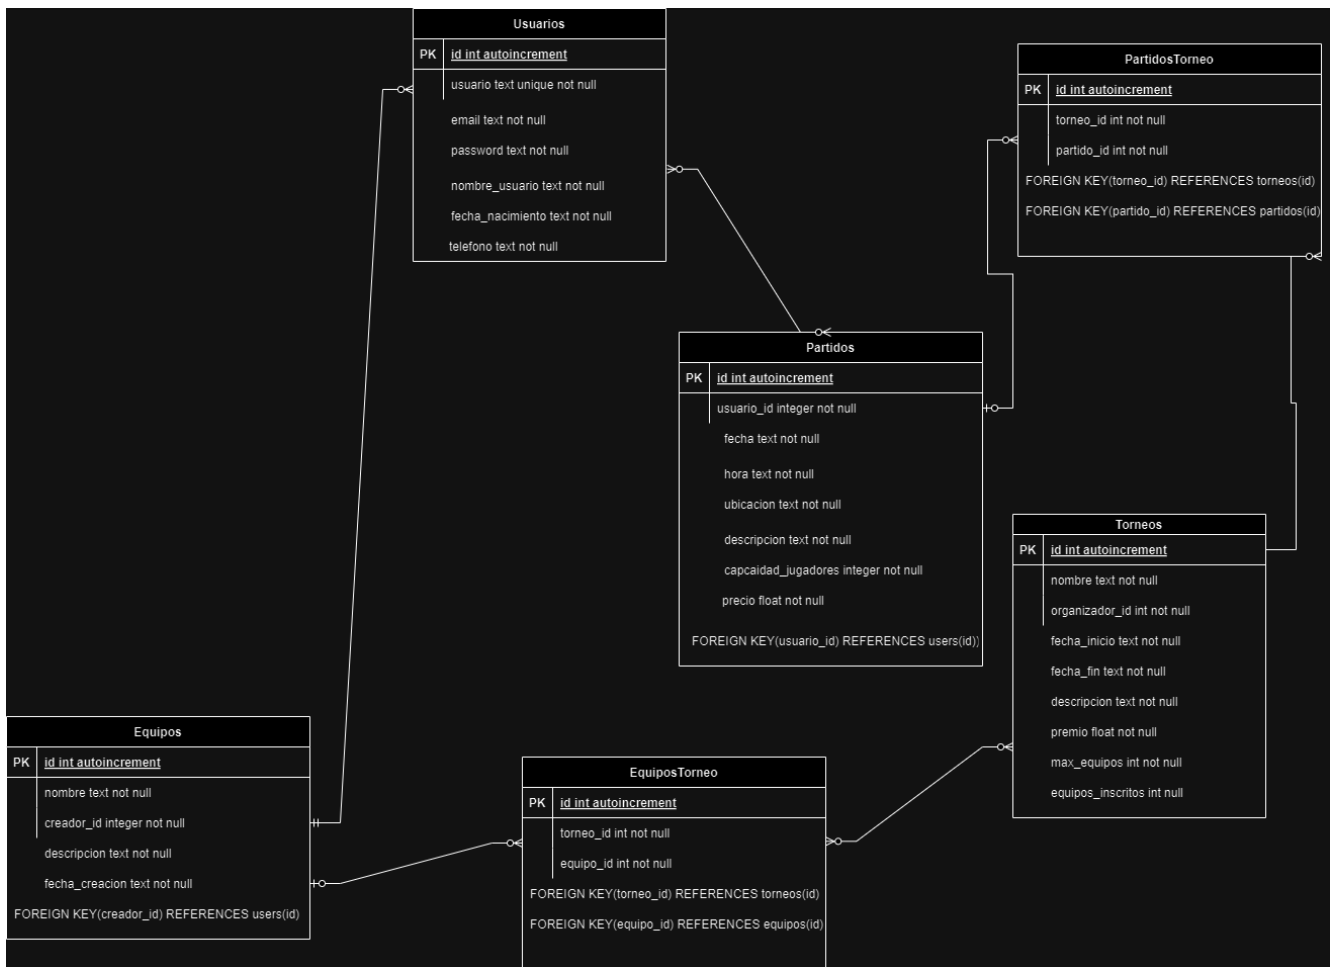 Usuarios
PK id int autoincrement
usuario text unique not null
email text not null
password text not null
nombre_usuario text not null
fecha_nacimiento text not null
telefono text not null
PartidosTorneo
PK id int autoincrement
torneo_id int not null
partido_id int not null
FOREIGN KEY(torneo_id) REFERENCES torneos(id)
FOREIGN KEY(partido_id) REFERENCES partidos(id)
Partidos
PK id int autoincrement
usuario_id integer not null
fecha text not null
hora text not null
ubicacion text not null
descripcion text not null
capcaidad_jugadores integer not null
precio float not null
FOREIGN KEY(usuario_id) REFERENCES users(id))
Torneos
PK id int autoincrement
nombre text not null
organizador_id int not null
fecha_inicio text not null
fecha_fin text not null
descripcion text not null
premio float not null
max_equipos int not null
equipos_inscritos int null
Equipos
PK id int autoincrement
nombre text not null
creador_id integer not null
descripcion text not null
fecha_creacion text not null
FOREIGN KEY(creador_id) REFERENCES users(id)
EquiposTorneo
PK id int autoincrement
torneo_id int not null
equipo_id int not null
FOREIGN KEY(torneo_id) REFERENCES torneos(id)
FOREIGN KEY(equipo_id) REFERENCES equipos(id)